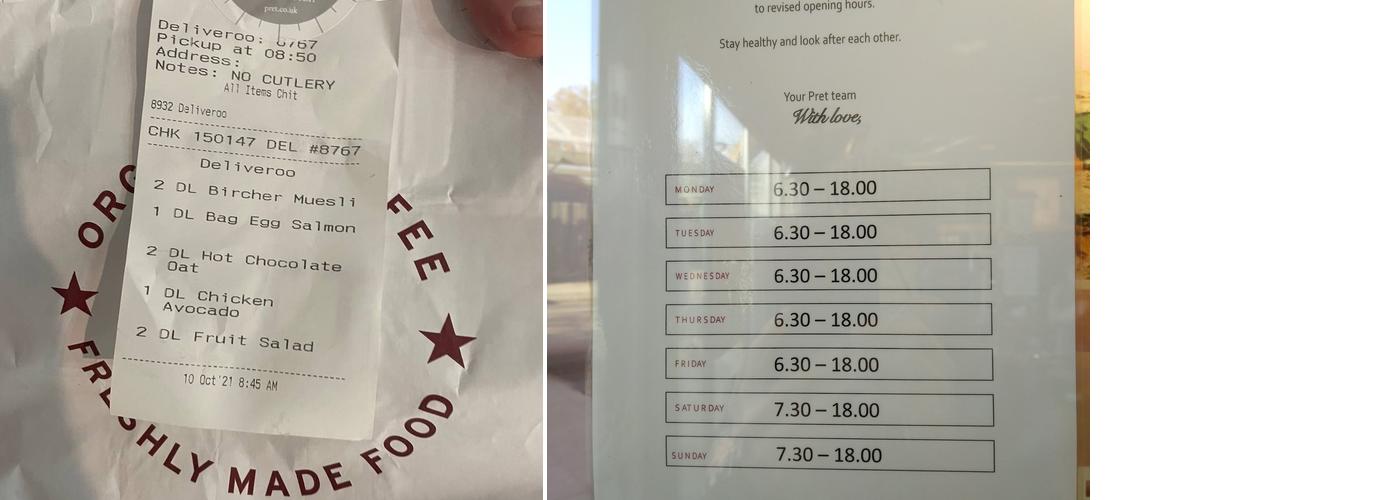 pret.co.uk
Deliveroo: 8767
Pickup at 08:50
Address:
Notes: NO CUTLERY
All Items Chit
8932 Deliveroo
CHK 150147 DEL #8767
Deliveroo
2 DL Bircher Muesli
1 DL Bag Egg Salmon
2 DL Hot Chocolate
Oat
1 DL Chicken
Avocado
2 DL Fruit Salad
10 Oct'21 8:45 AM
FRESHLY MADE FOOD
to revised opening hours.
Stay healthy and look after each other.
Your Pret team
With love,
MONDAY 6.30 – 18.00
TUESDAY 6.30 – 18.00
WEDNESDAY 6.30 – 18.00
THURSDAY 6.30 – 18.00
FRIDAY 6.30 – 18.00
SATURDAY 7.30 – 18.00
SUNDAY 7.30 – 18.00